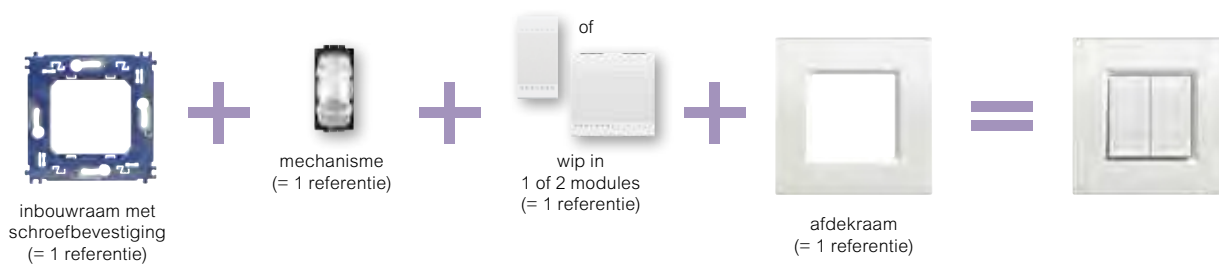 inbouwraam met
schroefbevestiging
(= 1 referentie)
mechanisme
(= 1 referentie)
of
wip in
1 of 2 modules
(= 1 referentie)
afdekraam
(= 1 referentie)